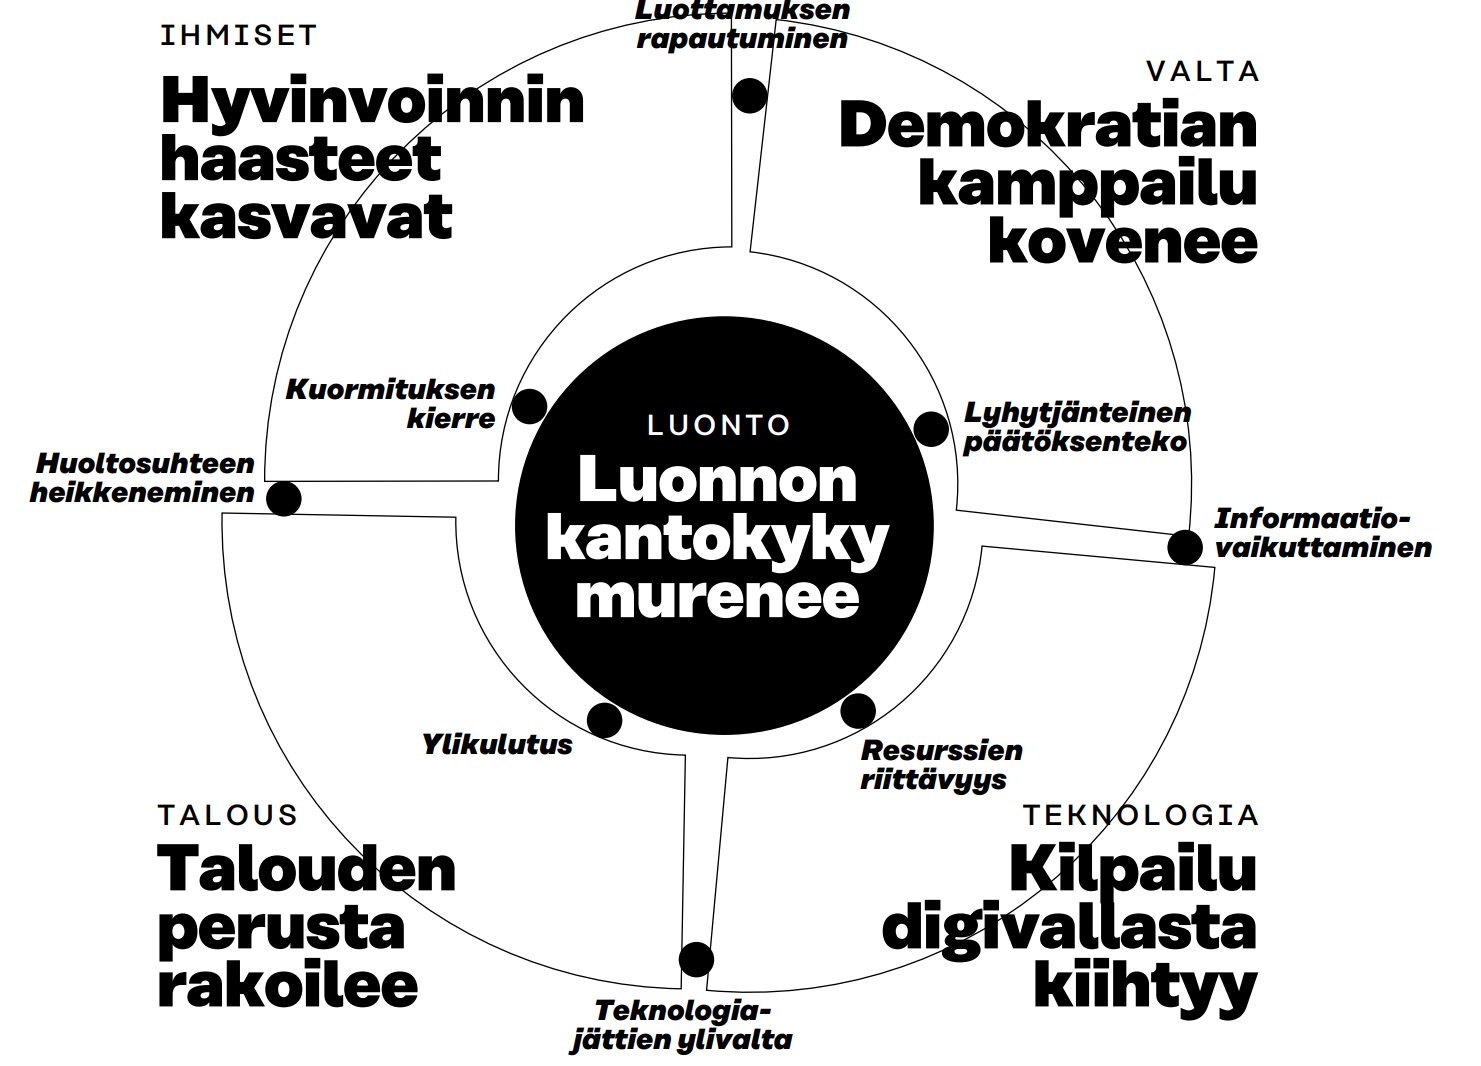 Luottamuksen
rapautuminen
IHMISET
Hyvinvoinnin
haasteet
kasvavat
VALTA
Demokratian
kamppailu
kovenee
Kuormituksen
kierre
Huoltosuhteen
heikkeneminen
LUONTO
Luonnon
kantokyky
murenee
Lyhytjänteinen
päätöksenteko
Informaatio-
vaikuttaminen
Ylikulutus
Resurssien
riittävyys
TALOUS
Talouden
perusta
rakoilee
TEKNOLOGIA
Kilpailu
digivallasta
kiihtyy
Teknologia-
jättien ylivalta